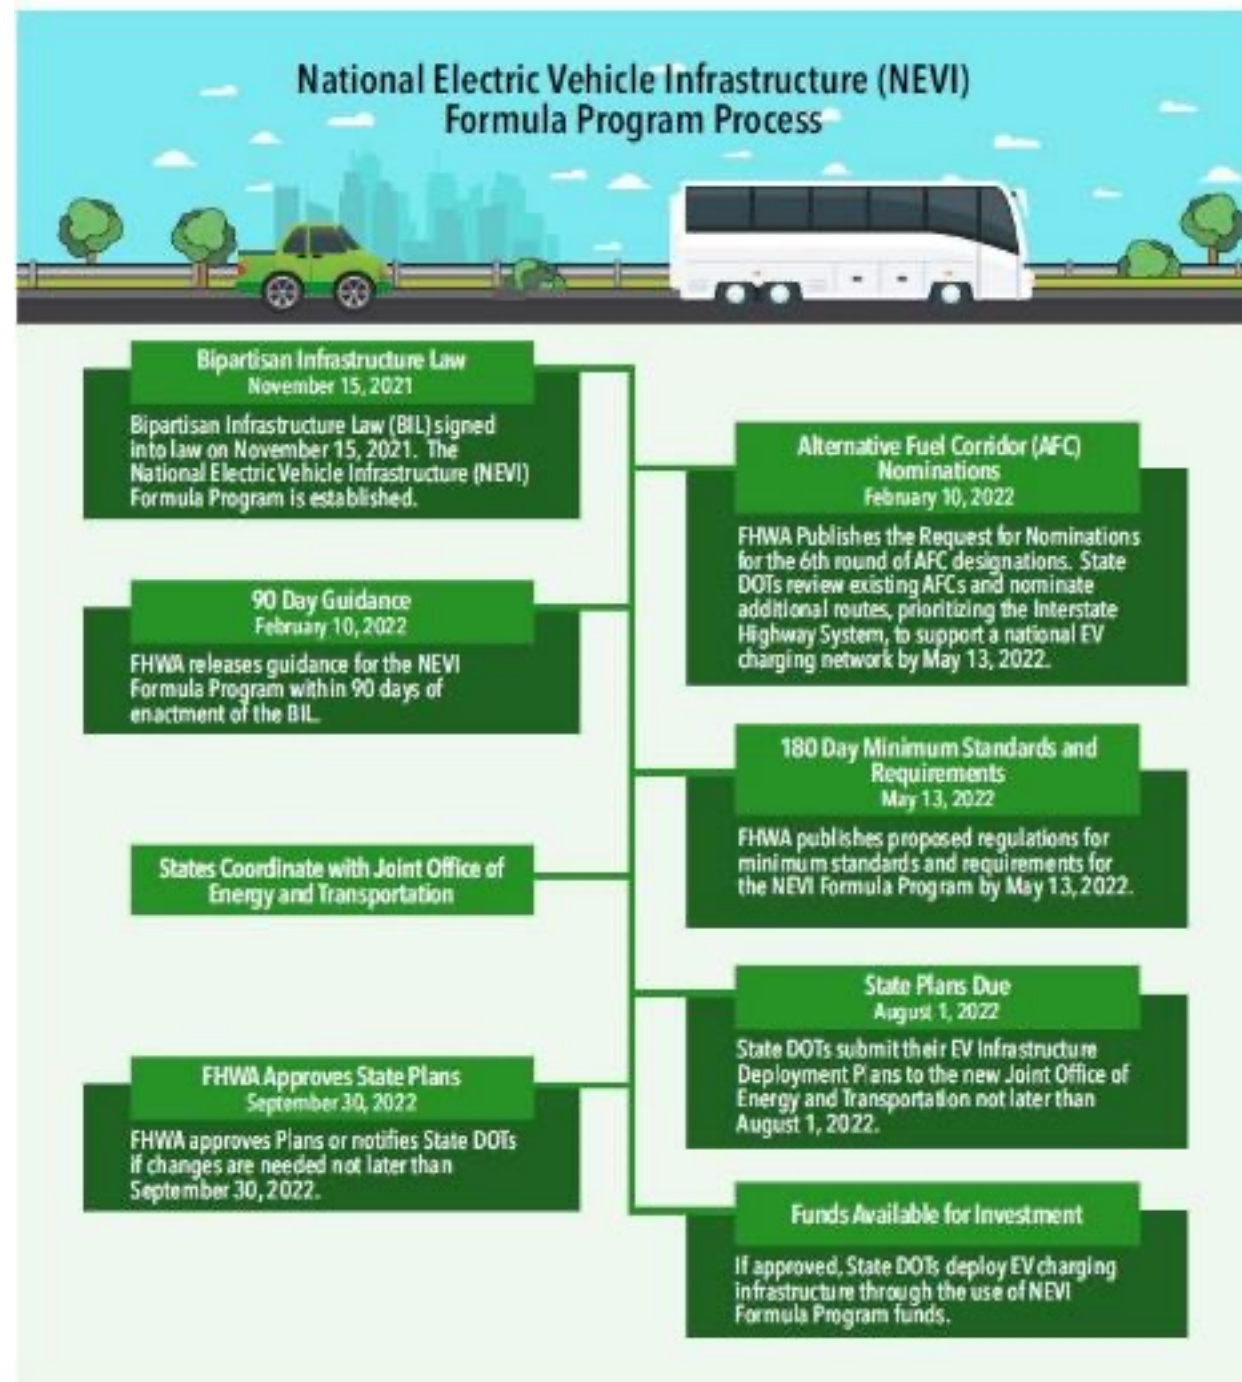 National Electric Vehicle Infrastructure (NEVI)
Formula Program Process
Bipartisan Infrastructure Law
November 15, 2021
Bipartisan Infrastructure Law (BIL) signed
into law on November 15, 2021. The
National Electric Vehicle Infrastructure (NEVI)
Formula Program is established.
Alternative Fuel Corridor (AFC)
Nominations
February 10, 2022
FHWA Publishes the Request for Nominations
for the 6th round of AFC designations. State
DOTs review existing AFCs and nominate
additional routes, prioritizing the Interstate
Highway System, to support a national EV
charging network by May 13, 2022.
90 Day Guidance
February 10, 2022
FHWA releases guidance for the NEVI
Formula Program within 90 days of
enactment of the BIL.
180 Day Minimum Standards and
Requirements
May 13, 2022
FHWA publishes proposed regulations for
minimum standards and requirements for
the NEVI Formula Program by May 13, 2022.
States Coordinate with Joint Office of
Energy and Transportation
State Plans Due
August 1, 2022
State DOTs submit their EV Infrastructure
Deployment Plans to the new Joint Office of
Energy and Transportation not later than
August 1, 2022.
FHWA Approves State Plans
September 30, 2022
FHWA approves Plans or notifies State DOTs
if changes are needed not later than
September 30, 2022.
Funds Available for Investment
If approved, State DOTs deploy EV charging
infrastructure through the use of NEVI
Formula Program funds.